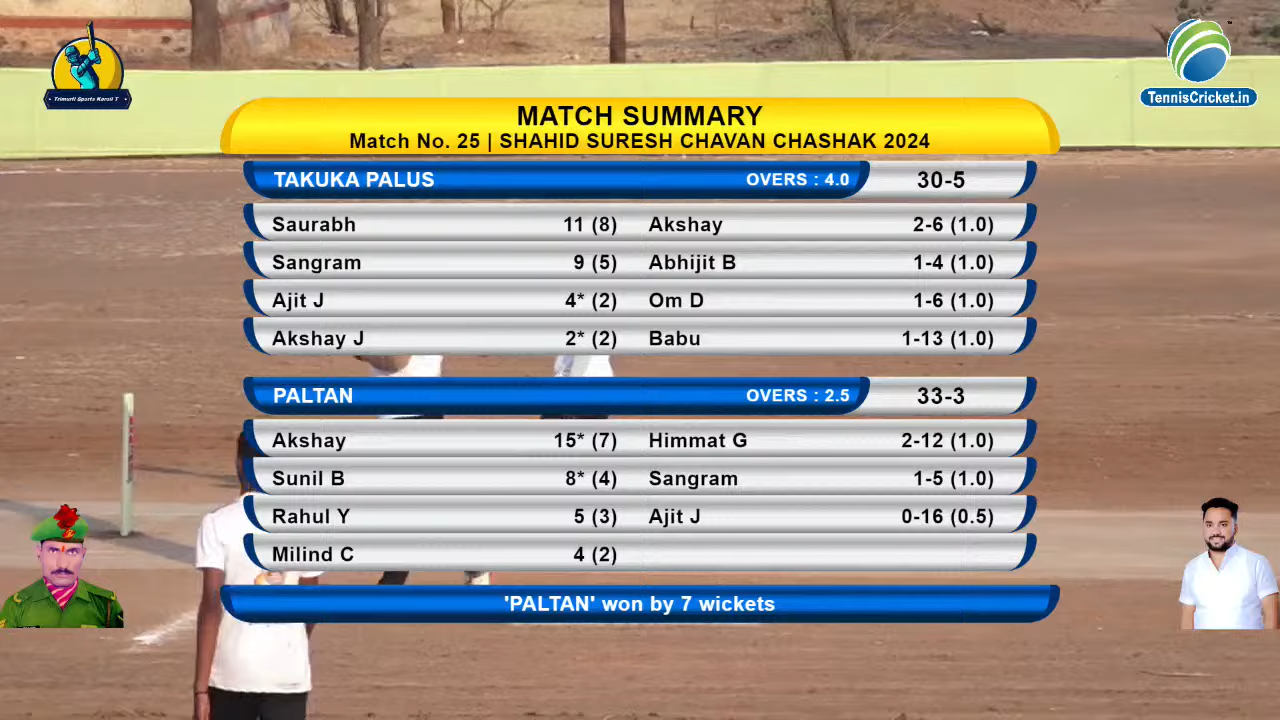 Trimurti Sports Karoli T
TennisCricket.in
MATCH SUMMARY
Match No. 25 | SHAHID SURESH CHAVAN CHASHAK 2024
TAKUKA PALUS OVERS : 4.0 30-5
Saurabh 11 (8) Akshay 2-6 (1.0)
Sangram 9 (5) Abhijit B 1-4 (1.0)
Ajit J 4* (2) Om D 1-6 (1.0)
Akshay J 2* (2) Babu 1-13 (1.0)
PALTAN OVERS : 2.5 33-3
Akshay 15* (7) Himmat G 2-12 (1.0)
Sunil B 8* (4) Sangram 1-5 (1.0)
Rahul Y 5 (3) Ajit J 0-16 (0.5)
Milind C 4 (2)
'PALTAN' won by 7 wickets